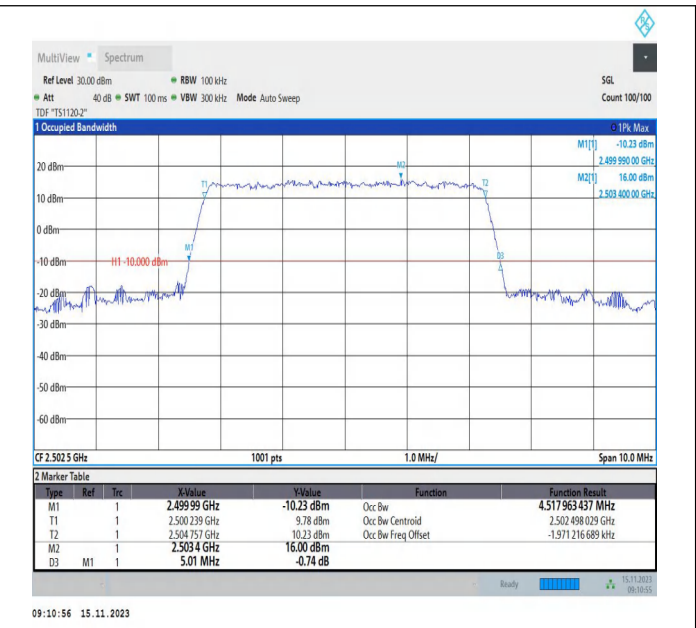 MultiView Spectrum
Ref Level 30.00 dBm RBW 100 kHz SGL
Att 40 dB SWT 100 ms VBW 300 kHz Mode Auto Sweep Count 100/100
TDF "TS1120-2"
1 Occupied Bandwidth 1Pk Max
M1[1] -10.23 dBm
2.499 990 00 GHz
M2[1] 16.00 dBm
2.503 400 00 GHz
20 dBm
M2
T1
T2
10 dBm
0 dBm
M1
D3
-10 dBm
H1 -10.000 dBm
-20 dBm
-30 dBm
-40 dBm
-50 dBm
-60 dBm
CF 2.502 5 GHz 1001 pts 1.0 MHz/ Span 10.0 MHz
2 Marker Table
Type Ref Trc X-Value Y-Value Function Function Result
M1 1 2.499 99 GHz -10.23 dBm Occ Bw 4.517 963 437 MHz
T1 1 2.500 239 GHz 9.78 dBm Occ Bw Centroid 2.502 498 029 GHz
T2 1 2.504 757 GHz 10.23 dBm Occ Bw Freq Offset -1.971 216 689 kHz
M2 1 2.503 4 GHz 16.00 dBm
D3 M1 1 5.01 MHz -0.74 dB
Ready 15.11.2023
09:10:55
09:10:56 15.11.2023